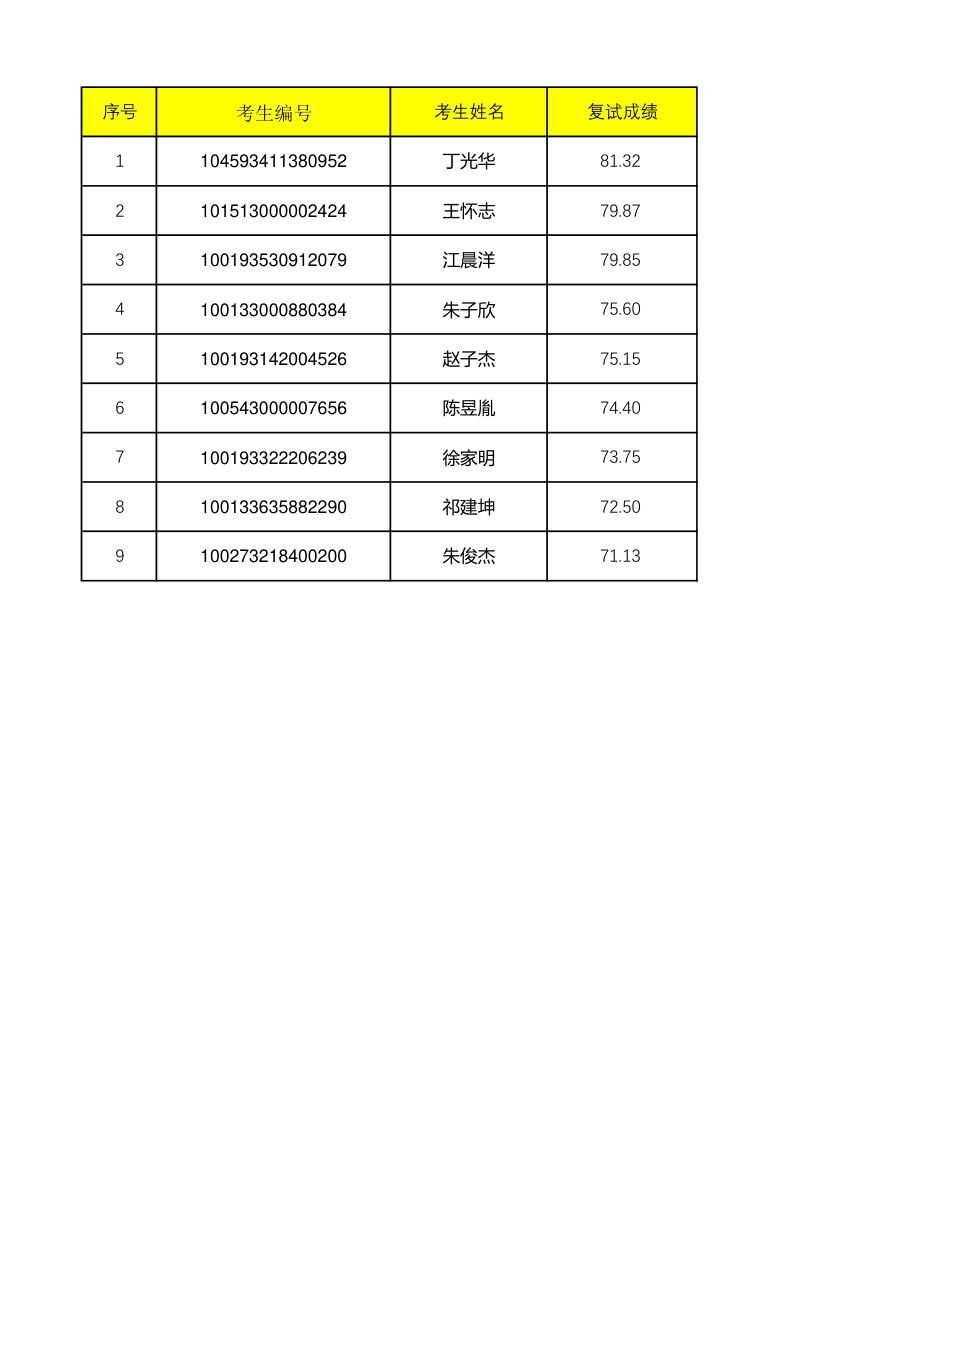 序号 考生编号 考生姓名 复试成绩
1 104593411380952 丁光华 81.32
2 101513000002424 王怀志 79.87
3 100193530912079 江晨洋 79.85
4 100133000880384 朱子欣 75.60
5 100193142004526 赵子杰 75.15
6 100543000007656 陈昱胤 74.40
7 100193322206239 徐家明 73.75
8 100133635882290 祁建坤 72.50
9 100273218400200 朱俊杰 71.13